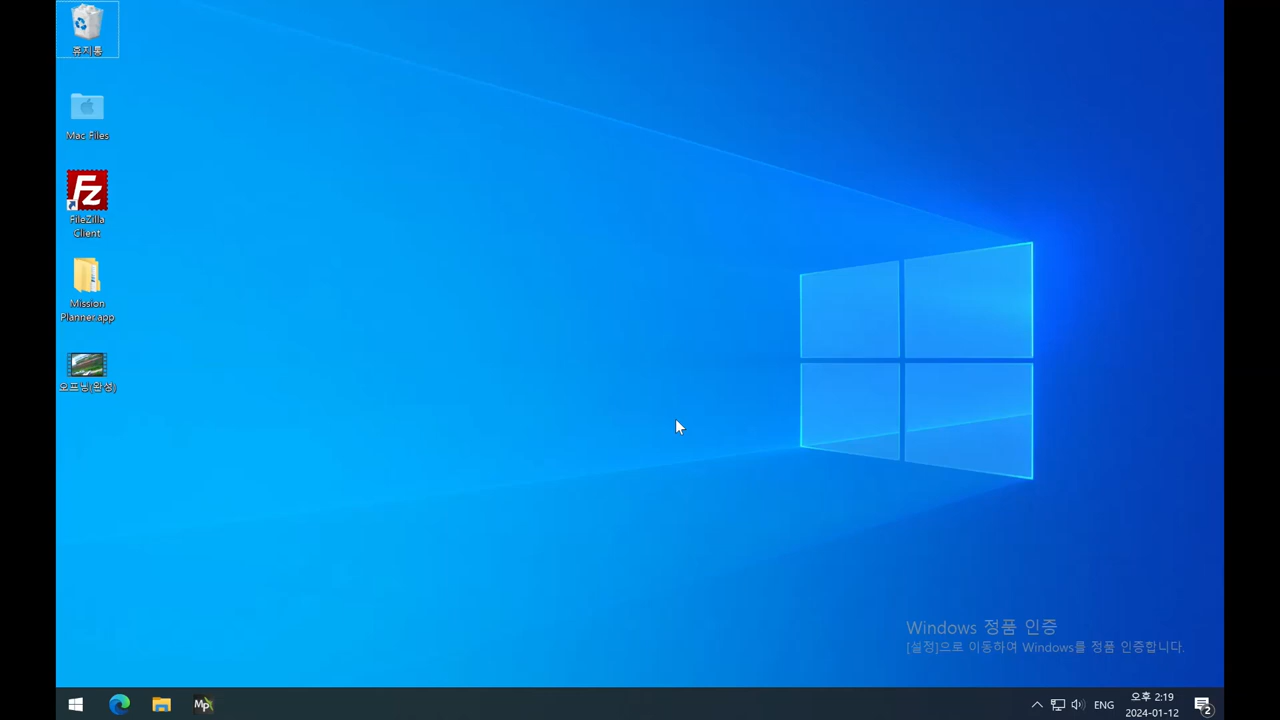 휴지통
Mac Files
FileZilla
Client
Mission
Planner.app
오프닝(완성)
Windows 정품 인증
[설정]으로 이동하여 Windows를 정품 인증합니다.
Mp
ENG
오후 2:19
2024-01-12
2